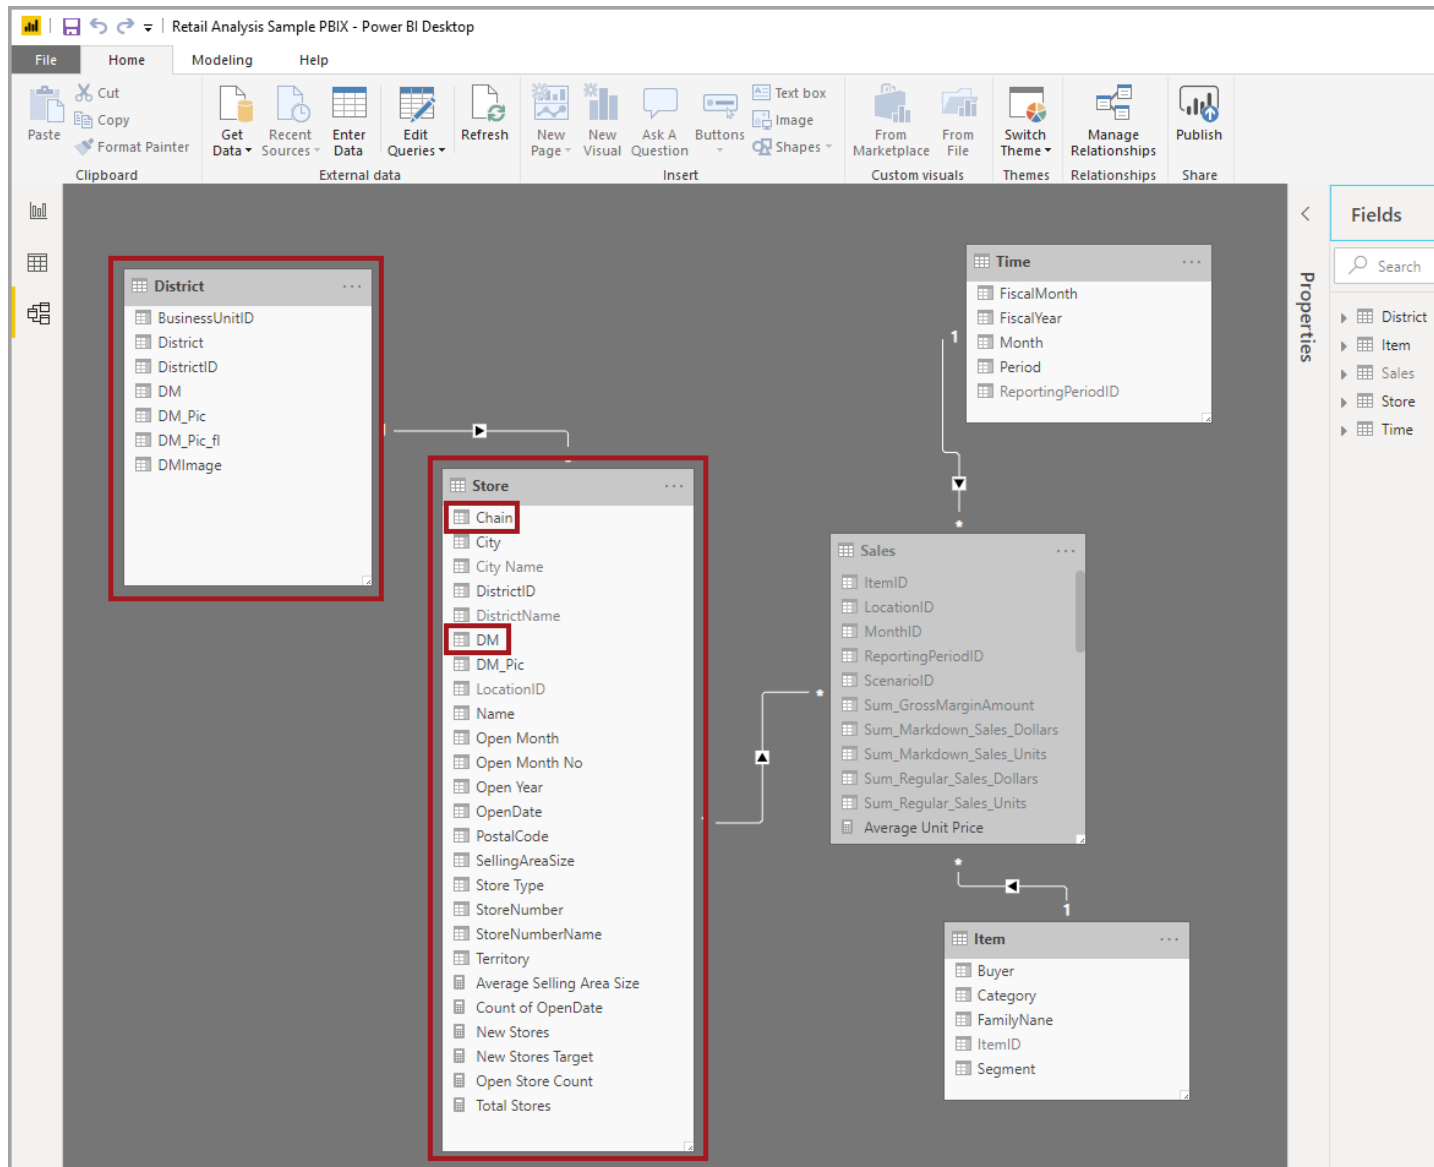 Retail Analysis Sample PBIX - Power BI Desktop
File Home Modeling Help
Paste
Cut
Copy
Format Painter
Clipboard
Get Data
Recent Sources
Enter Data
Edit Queries
Refresh
External data
New Page
New Visual
Ask A Question
Buttons
Text box
Image
Shapes
Insert
From Marketplace
From File
Custom visuals
Switch Theme
Themes
Manage Relationships
Relationships
Publish
Share
District
BusinessUnitID
District
DistrictID
DM
DM_Pic
DM_Pic_fl
DMImage
Store
Chain
City
City Name
DistrictID
DistrictName
DM
DM_Pic
LocationID
Name
Open Month
Open Month No
Open Year
OpenDate
PostalCode
SellingAreaSize
Store Type
StoreNumber
StoreNumberName
Territory
Average Selling Area Size
Count of OpenDate
New Stores
New Stores Target
Open Store Count
Total Stores
Time
FiscalMonth
FiscalYear
Month
Period
ReportingPeriodID
1
*
Sales
ItemID
LocationID
MonthID
ReportingPeriodID
ScenarioID
Sum_GrossMarginAmount
Sum_Markdown_Sales_Dollars
Sum_Markdown_Sales_Units
Sum_Regular_Sales_Dollars
Sum_Regular_Sales_Units
Average Unit Price
*
*
1
Item
Buyer
Category
FamilyNane
ItemID
Segment
Properties
Fields
Search
District
Item
Sales
Store
Time